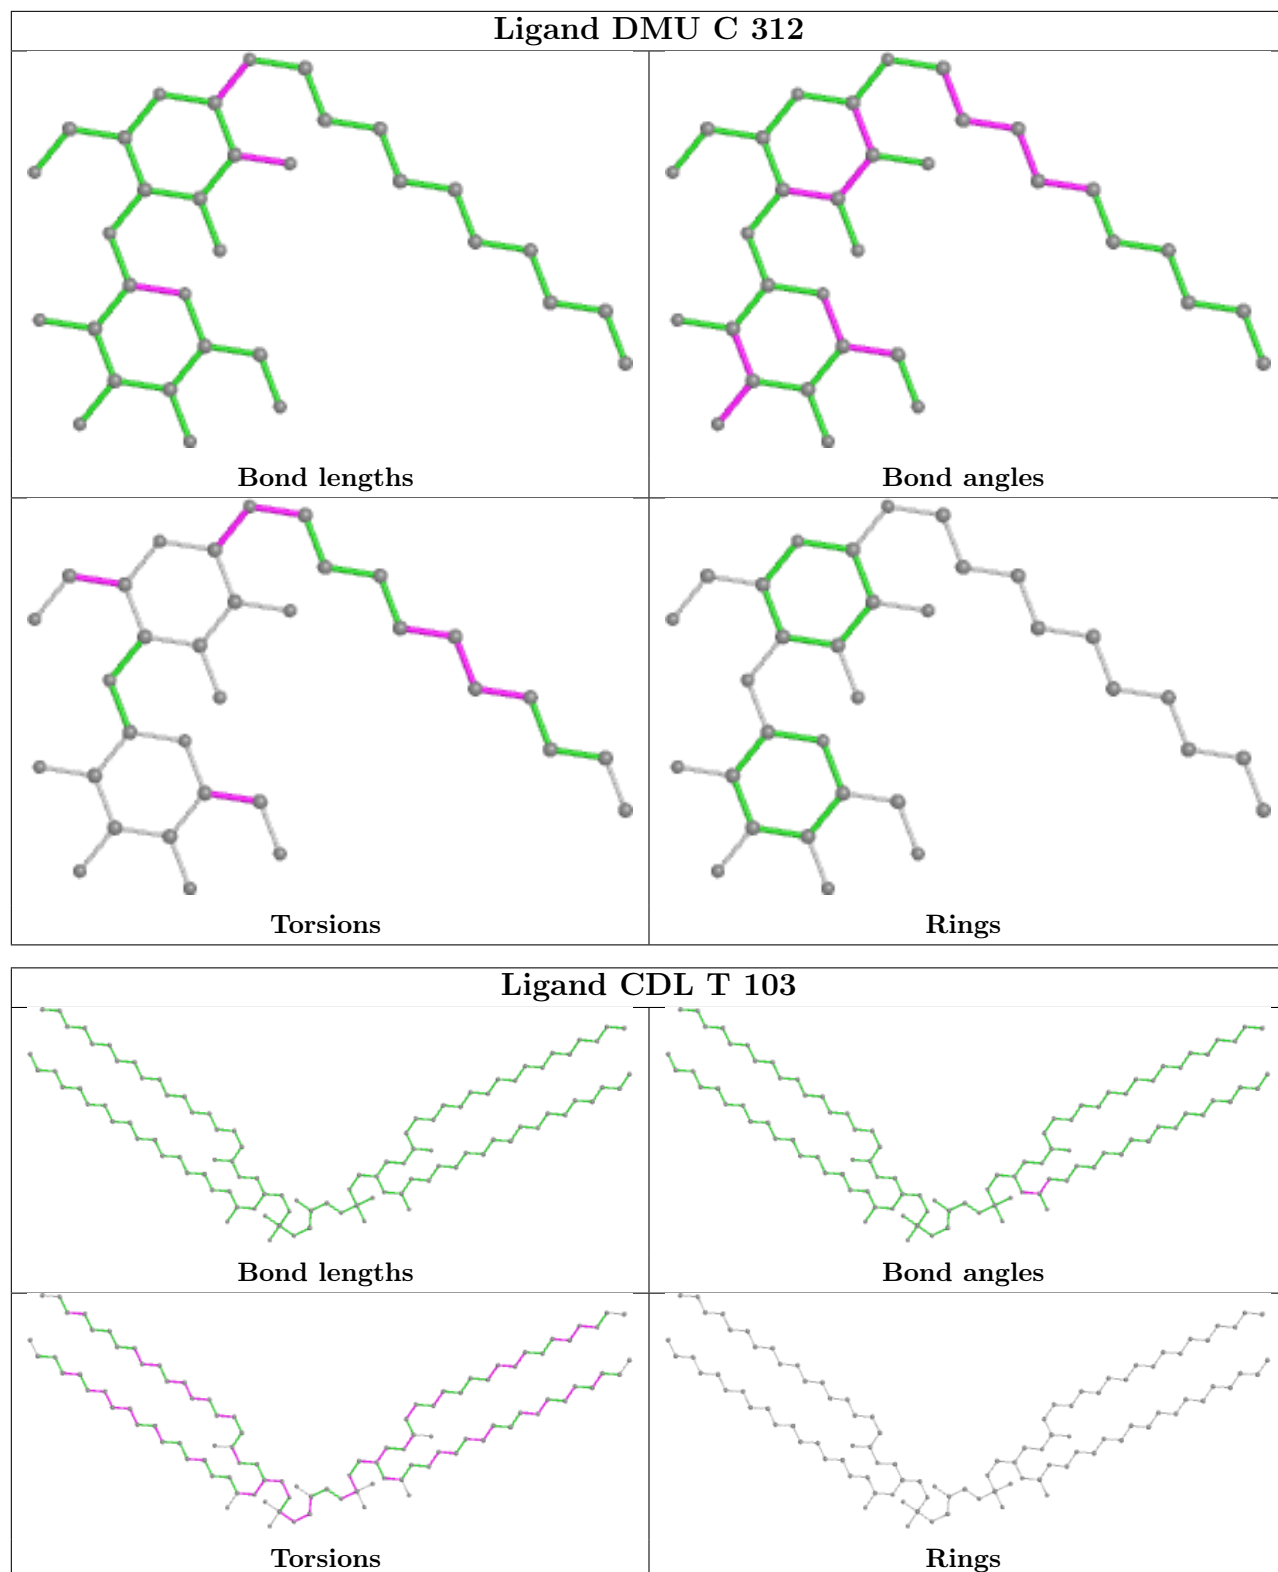 Ligand DMU C 312
Bond lengths
Bond angles
Torsions
Rings
Ligand CDL T 103
Bond lengths
Bond angles
Torsions
Rings